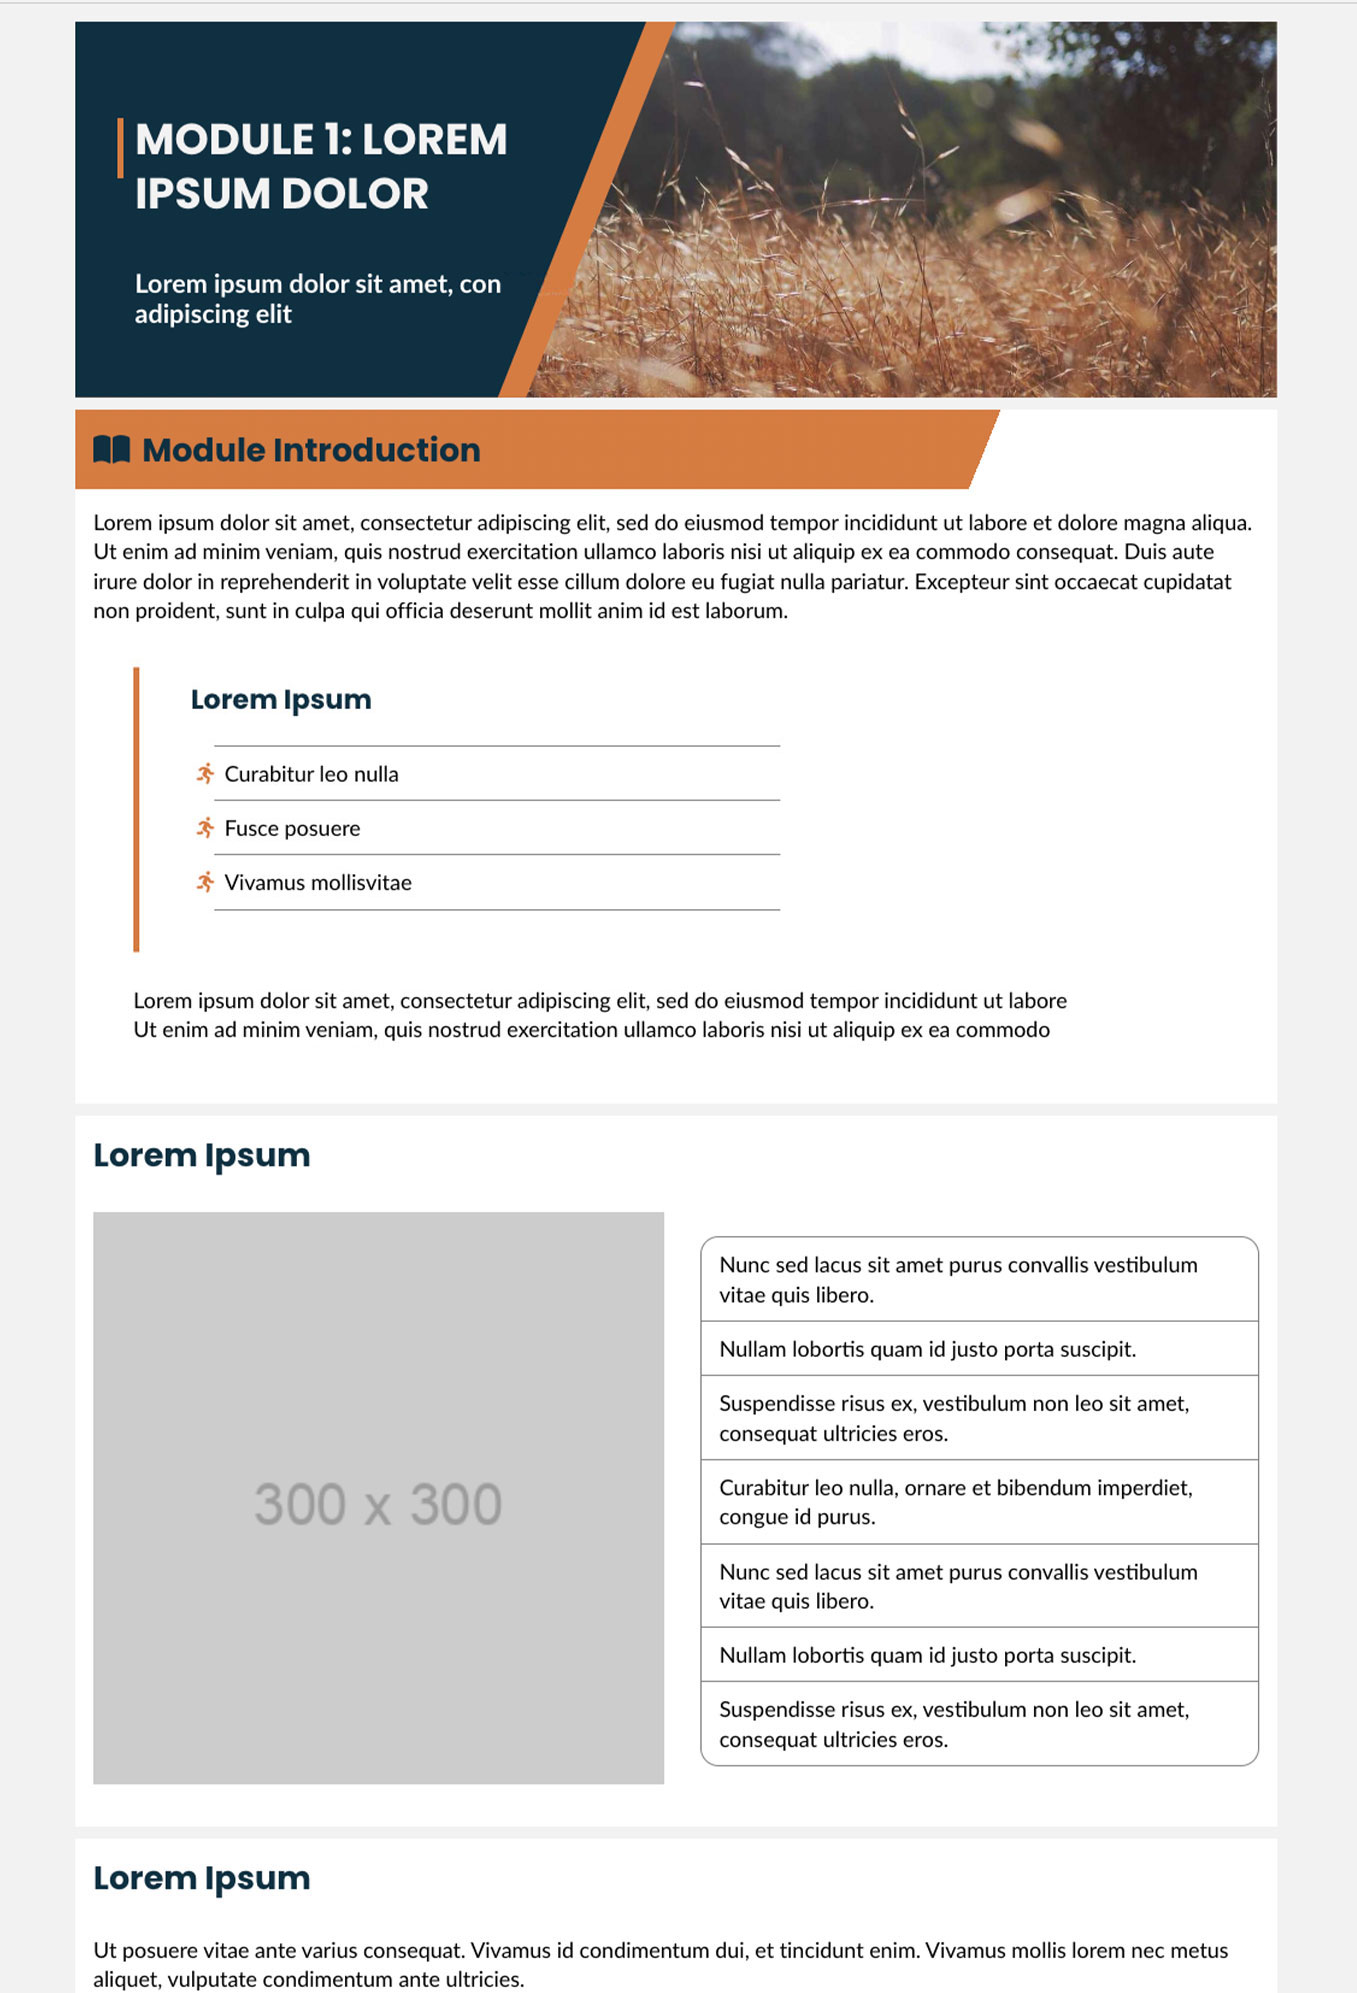 MODULE 1: LOREM
IPSUM DOLOR
Lorem ipsum dolor sit amet, con
adipiscing elit
Module Introduction
Lorem ipsum dolor sit amet, consectetur adipiscing elit, sed do eiusmod tempor incididunt ut labore et dolore magna aliqua.
Ut enim ad minim veniam, quis nostrud exercitation ullamco laboris nisi ut aliquip ex ea commodo consequat. Duis aute
irure dolor in reprehenderit in voluptate velit esse cillum dolore eu fugiat nulla pariatur. Excepteur sint occaecat cupidatat
non proident, sunt in culpa qui officia deserunt mollit anim id est laborum.
Lorem Ipsum
Curabitur leo nulla
Fusce posuere
Vivamus mollisvitae
Lorem ipsum dolor sit amet, consectetur adipiscing elit, sed do eiusmod tempor incididunt ut labore
Ut enim ad minim veniam, quis nostrud exercitation ullamco laboris nisi ut aliquip ex ea commodo
Lorem Ipsum
300 x 300
Nunc sed lacus sit amet purus convallis vestibulum
vitae quis libero.
Nullam lobortis quam id justo porta suscipit.
Suspendisse risus ex, vestibulum non leo sit amet,
consequat ultricies eros.
Curabitur leo nulla, ornare et bibendum imperdiet,
congue id purus.
Nunc sed lacus sit amet purus convallis vestibulum
vitae quis libero.
Nullam lobortis quam id justo porta suscipit.
Suspendisse risus ex, vestibulum non leo sit amet,
consequat ultricies eros.
Lorem Ipsum
Ut posuere vitae ante varius consequat. Vivamus id condimentum dui, et tincidunt enim. Vivamus mollis lorem nec metus
aliquet, vulputate condimentum ante ultricies.